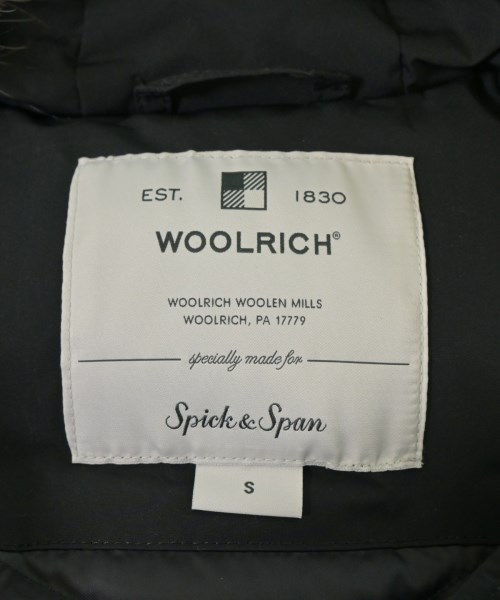 EST. 1830
WOOLRICH®
WOOLRICH WOOLEN MILLS
WOOLRICH, PA 17779
specially made for
Spick & Span
S